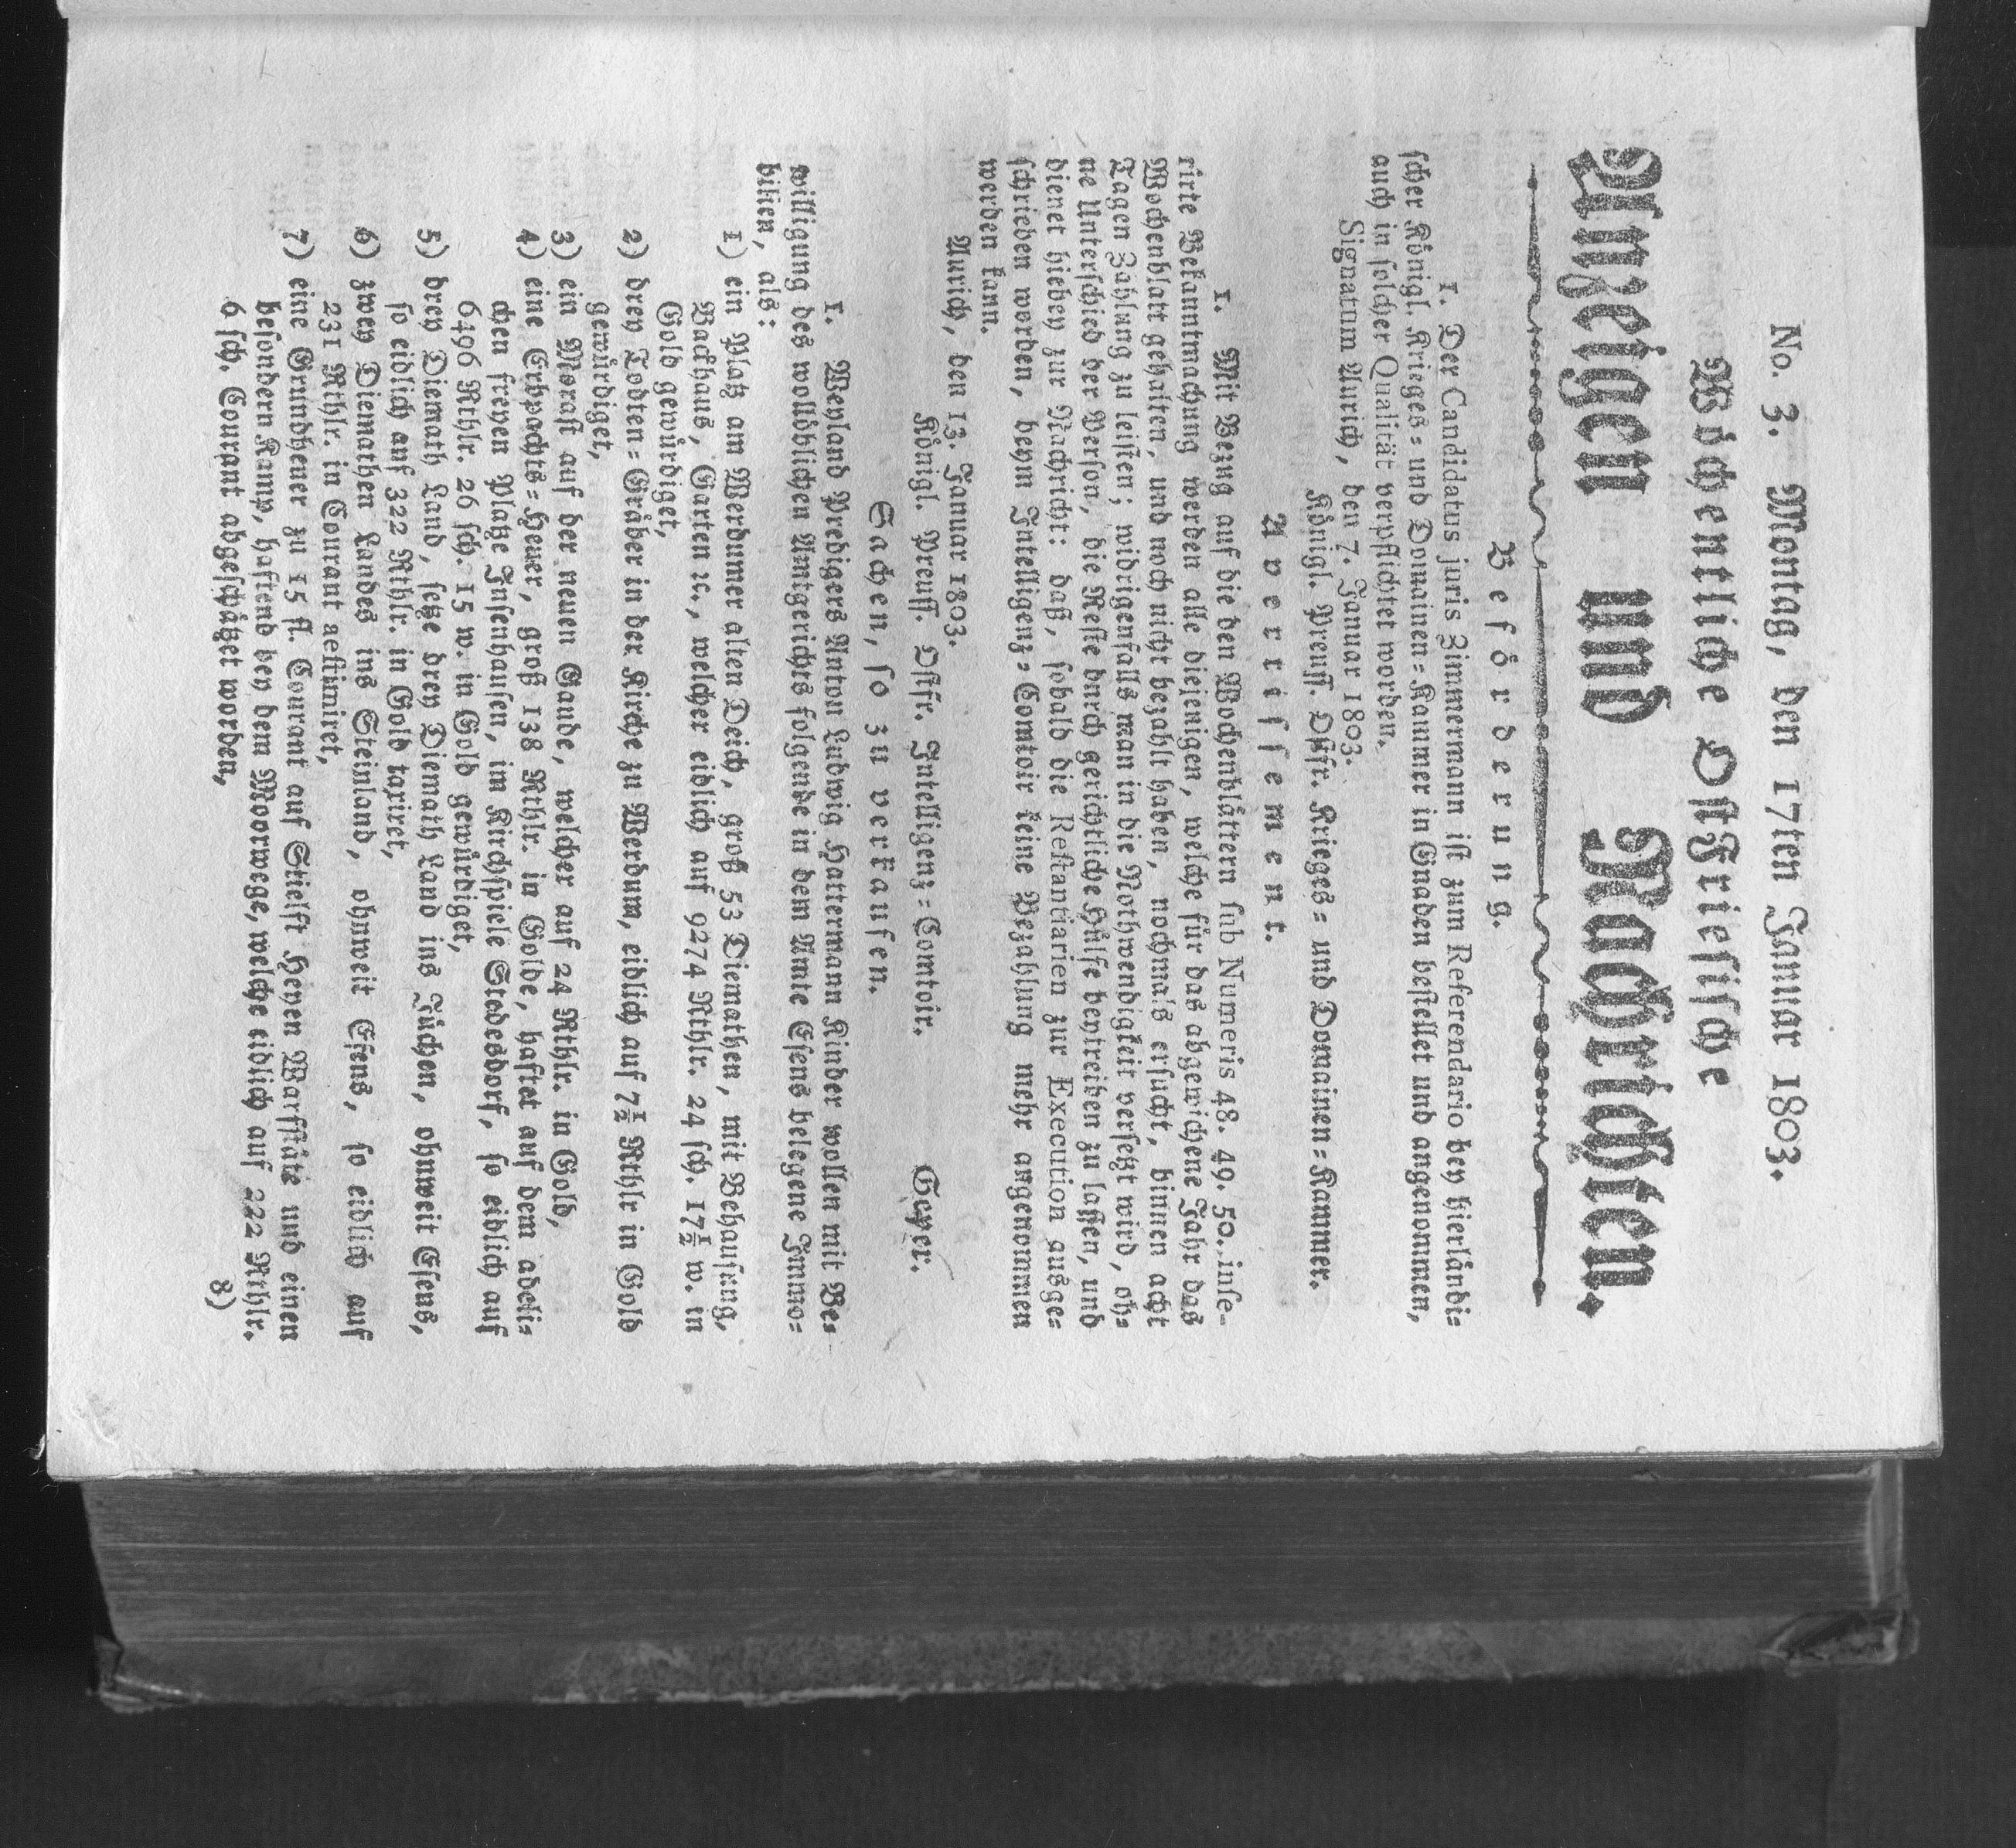 No. 3. Montag, den 17ten Januar 1803.
Wöchentliche Ostfriesische
Anzeigen und Nachrichten.
Beförderung.
1. Der Candidatus juris Zimmermann ist zum Referendario bey hierländi-
scher Königl. Krieges- und Domainen-Kammer in Gnaden bestellet und angenommen,
auch in solcher Qualität verpflichtet worden.
Signatum Aurich, den 7. Januar 1803.
Königl. Preuss. Ostfr. Krieges- und Domainen-Kammer.
Avertissement.
1. Mit Bezug auf die den Wochenblättern sub Numeris 48. 49. 50. inse-
rirte Bekanntmachung werden alle diejenigen, welche für das abgewichene Jahr das
Wochenblatt gehalten, und noch nicht bezahlt haben, nochmals ersucht, binnen acht
Tagen Zahlung zu leisten; widrigenfalls man in die Nothwendigkeit versetzt wird, oh-
ne Unterschied der Person, die Reste durch gerichtliche Hülfe beytreiben zu lassen, und
dienet hiebey zur Nachricht: daß, sobald die Restantarien zur Execution ausge-
schrieben worden, beym Intelligenz-Comtoir keine Bezahlung mehr angenommen
werden kann.
Aurich, den 13. Januar 1803.
Königl. Preuss. Ostfr. Intelligenz-Comtoir. Geyer.
Sachen, so zu verkaufen.
1. Weyland Predigers Anton Ludwig Hattermann Kinder wollen mit Be-
willigung des wollöblichen Amtgerichts folgende in dem Amte Esens belegene Immo-
bilien, als:
1) ein Platz am Werdumer alten Deich, groß 53 Diemathen, mit Behausung,
Backhaus, Garten ꝛc., welcher eidlich auf 9274 Rthlr. 24 sch. 17½ w. in
Gold gewürdiget,
2) drey Todten-Gräber in der Kirche zu Werdum, eidlich auf 7½ Rthlr in Gold
gewürdiget,
3) ein Morast auf der neuen Gaude, welcher auf 24 Rthlr. in Gold,
4) eine Erbpachts-Heuer, groß 138 Rthlr. in Golde, haftet auf dem adeli-
chen freyen Platze Insenhausen, im Kirchspiele Stedesdorf, so eidlich auf
6496 Rthlr. 26 sch. 15 w. in Gold gewürdiget,
5) drey Diemath Land, setze drey Diemath Land ins Jüchen, ohnweit Esens,
so eidlich auf 322 Rthlr. in Gold taxiret,
6) zwey Diemathen Landes ins Steinland, ohnweit Esens, so eidlich auf
231 Rthlr. in Courant aestimiret,
7) eine Grundheuer zu 15 fl. Courant auf Stielft Heyen Warfstäte und einen
besondern Kamp, haftend bey dem Moorwege, welche eidlich auf 222 Rthlr.
6 sch. Courant abgeschätzet worden,
8)